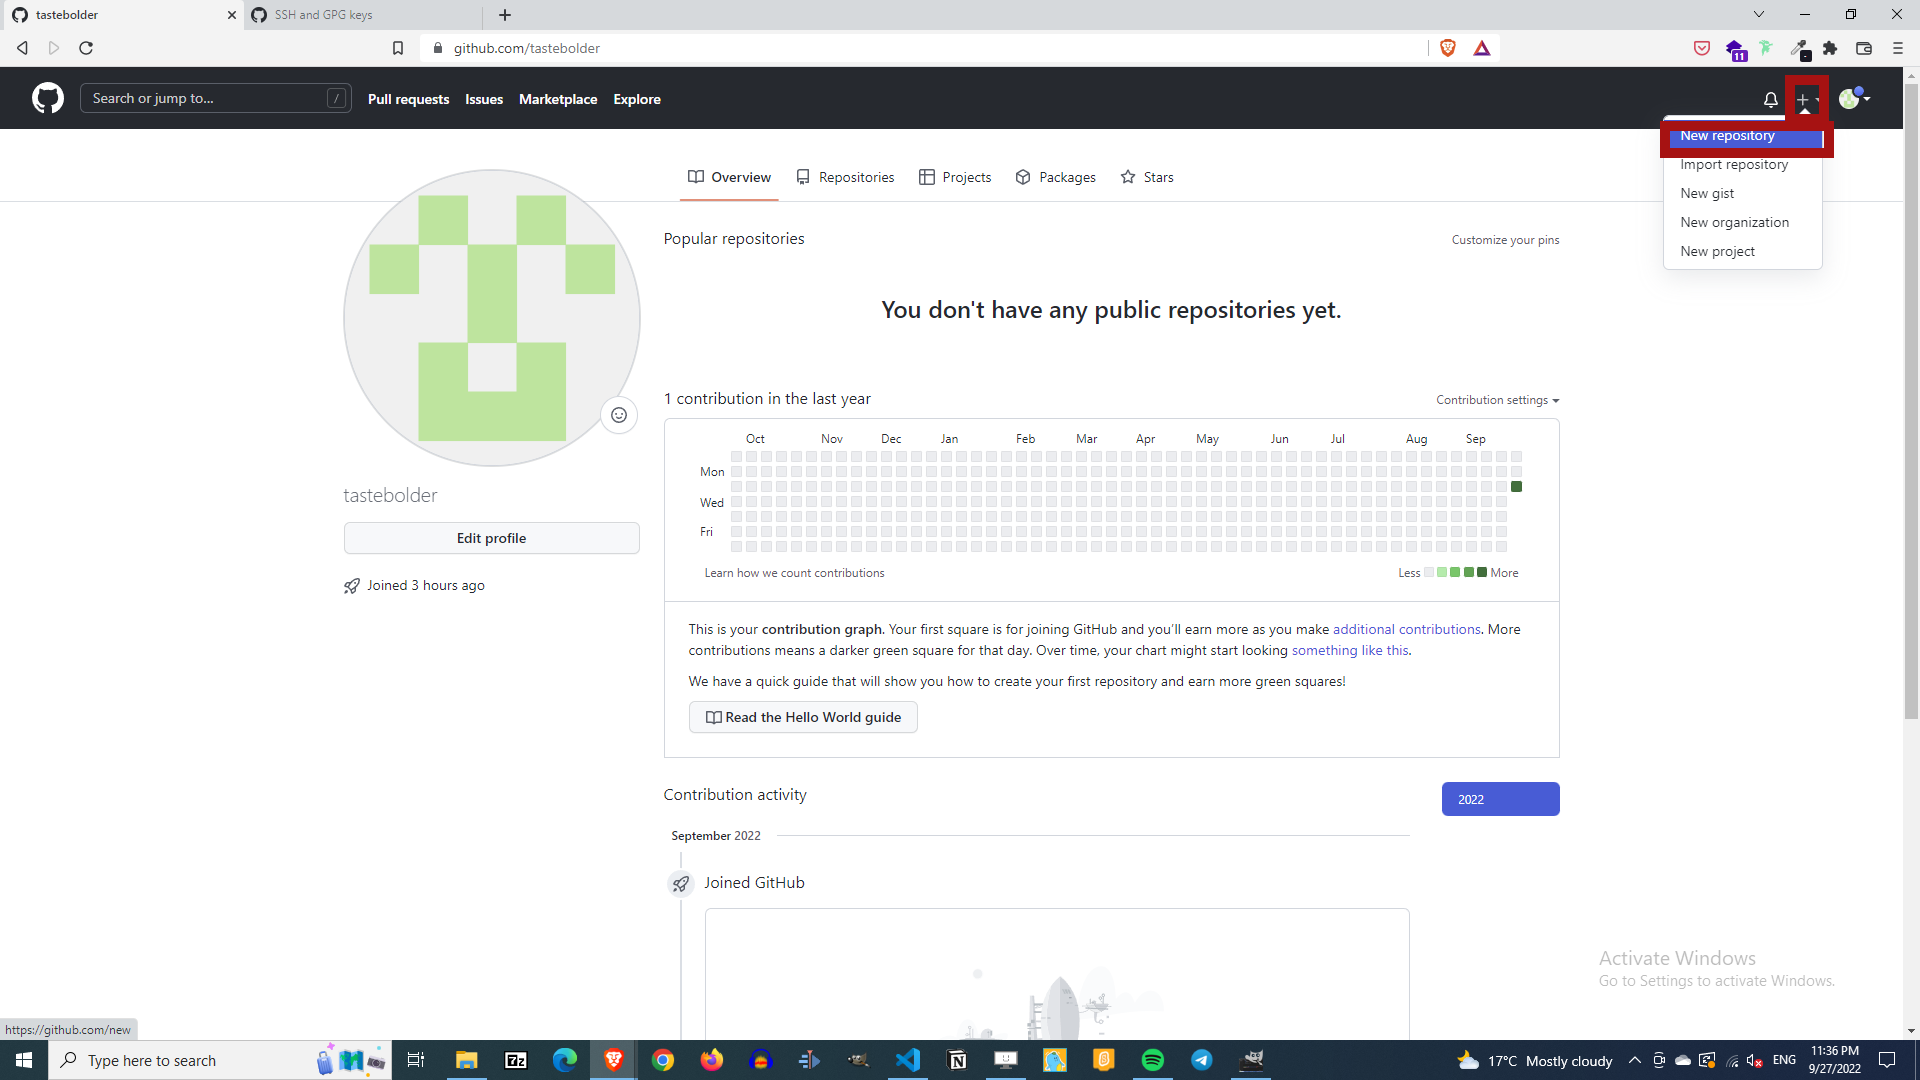 tastebolder
SSH and GPG keys
github.com/tastebolder
11
Search or jump to...
/
Pull requests
Issues
Marketplace
Explore
New repository
Import repository
New gist
New organization
New project
Overview
Repositories
Projects
Packages
Stars
Popular repositories
Customize your pins
You don't have any public repositories yet.
1 contribution in the last year
Contribution settings
Oct Nov Dec Jan Feb Mar Apr May Jun Jul Aug Sep
Mon
Wed
Fri
Learn how we count contributions
Less
More
tastebolder
Edit profile
Joined 3 hours ago
This is your contribution graph. Your first square is for joining GitHub and you'll earn more as you make additional contributions. More
contributions means a darker green square for that day. Over time, your chart might start looking something like this.
We have a quick guide that will show you how to create your first repository and earn more green squares!
Read the Hello World guide
Contribution activity
2022
September 2022
Joined GitHub
Activate Windows
Go to Settings to activate Windows.
https://github.com/new
Type here to search
17°C Mostly cloudy
ENG
11:36 PM
9/27/2022